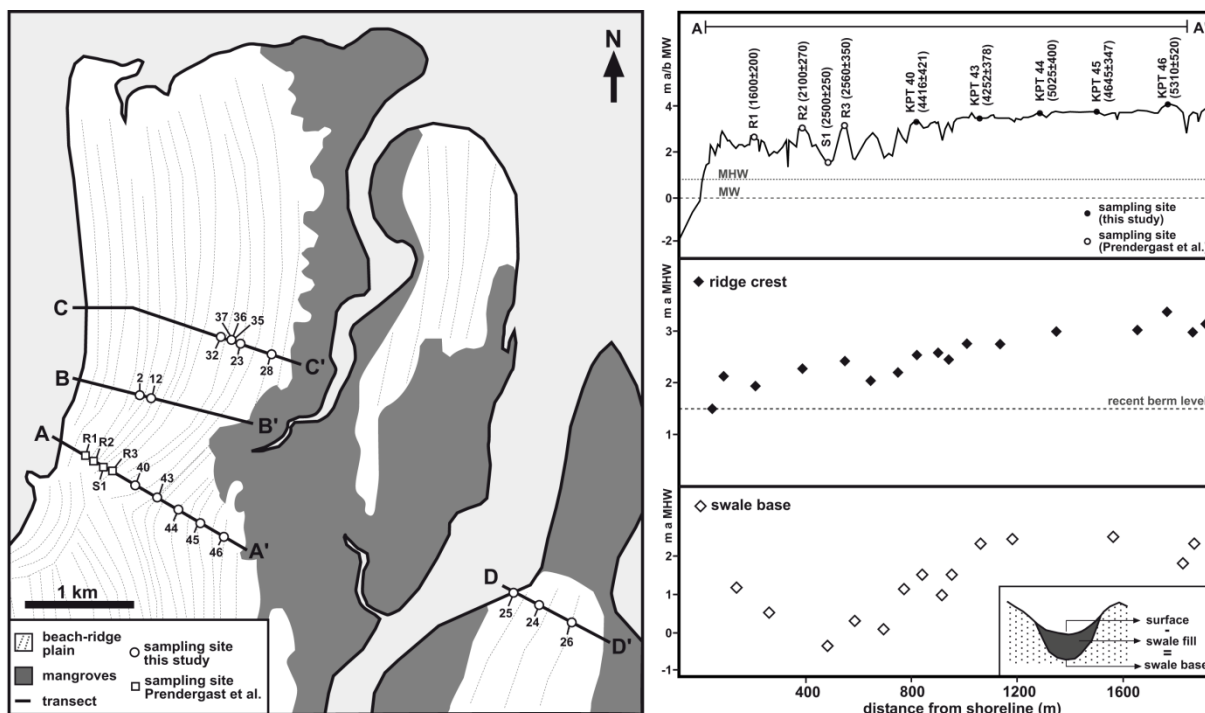 N
C
37
36
35
32
23
28
C'
B
2
12
B'
A
R1
R2
R3
S1
40
43
44
45
46
A'
D
25
24
26
D'
1 km
beach-ridge
plain
mangroves
transect
sampling site
this study
sampling site
Prendergast et al.
A
A'
m a/b MW
R1 (1600±200)
R2 (2100±270)
S1 (2500±250)
R3 (2560±350)
KPT 40
(4416±421)
KPT 43
(4252±378)
KPT 44
(5025±400)
KPT 45
(4645±347)
KPT 46
(5310±520)
4
2
0
-2
MHW
MW
sampling site
(this study)
sampling site
(Prendergast et al.)
m a MHW
ridge crest
3
2
1
recent berm level
m a MHW
swale base
2
1
0
-1
surface
-
swale fill
=
swale base
400
800
1200
1600
distance from shoreline (m)